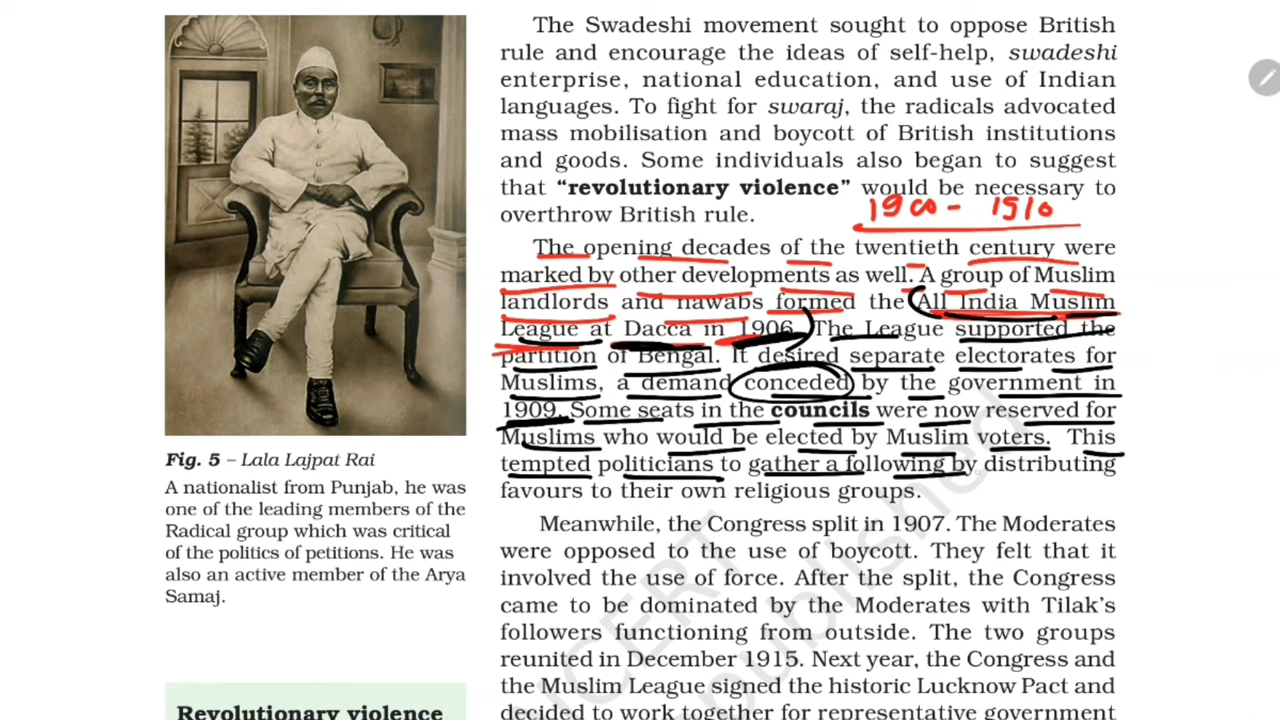 The Swadeshi movement sought to oppose British
rule and encourage the ideas of self-help, swadeshi
enterprise, national education, and use of Indian
languages. To fight for swaraj, the radicals advocated
mass mobilisation and boycott of British institutions
and goods. Some individuals also began to suggest
that “revolutionary violence” would be necessary to
overthrow British rule.
1900 - 1910
The opening decades of the twentieth century were
marked by other developments as well. A group of Muslim
landlords and nawabs formed the All India Muslim
League at Dacca in 1906. The League supported the
partition of Bengal. It desired separate electorates for
Muslims, a demand conceded by the government in
1909. Some seats in the councils were now reserved for
Muslims who would be elected by Muslim voters. This
tempted politicians to gather a following by distributing
favours to their own religious groups.
Meanwhile, the Congress split in 1907. The Moderates
were opposed to the use of boycott. They felt that it
involved the use of force. After the split, the Congress
came to be dominated by the Moderates with Tilak’s
followers functioning from outside. The two groups
reunited in December 1915. Next year, the Congress and
the Muslim League signed the historic Lucknow Pact and
decided to work together for representative government
Fig. 5 – Lala Lajpat Rai
A nationalist from Punjab, he was
one of the leading members of the
Radical group which was critical
of the politics of petitions. He was
also an active member of the Arya
Samaj.
Revolutionary violence